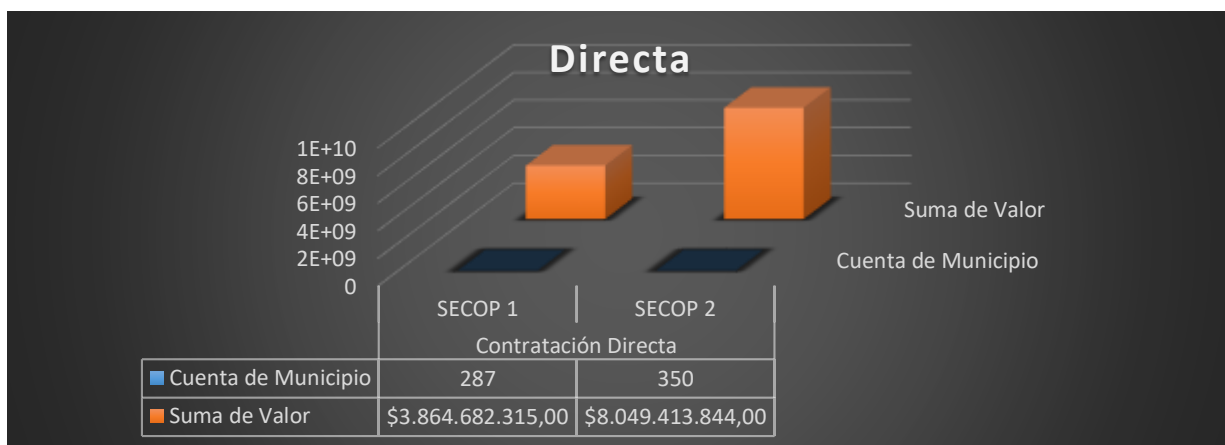 Directa
1E+10
8E+09
6E+09
4E+09
2E+09
0
Suma de Valor
Cuenta de Municipio
SECOP 1 SECOP 2
Contratación Directa
Cuenta de Municipio 287 350
Suma de Valor $3.864.682.315,00 $8.049.413.844,00